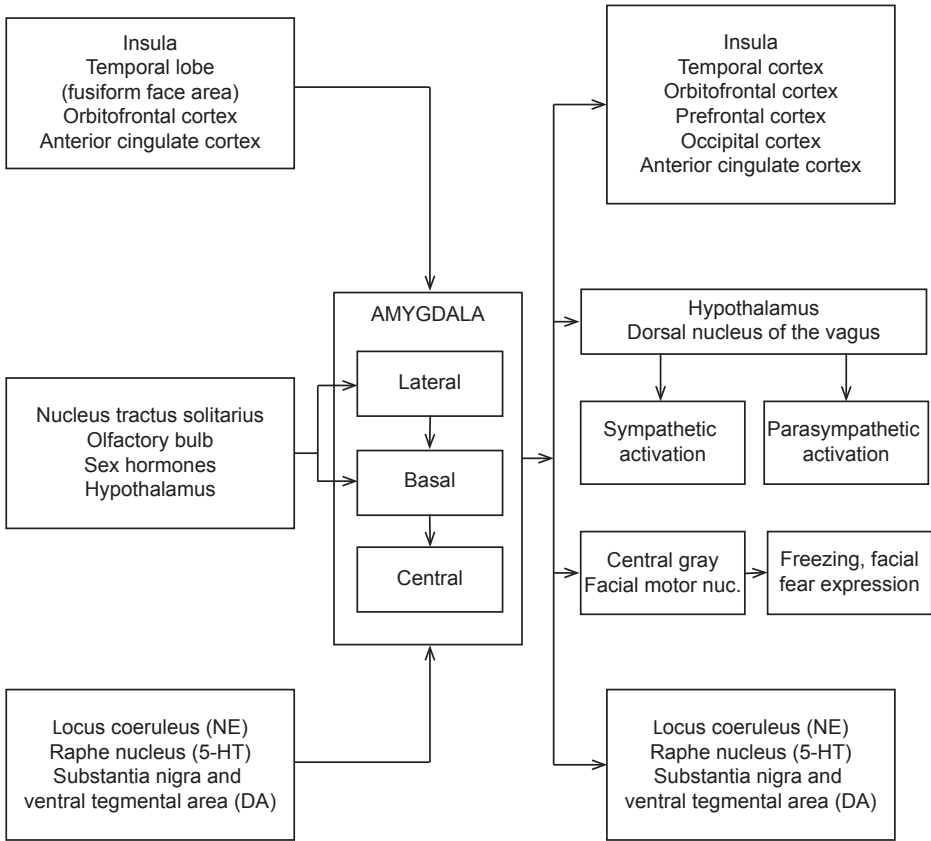 Insula
Temporal lobe
(fusiform face area)
Orbitofrontal cortex
Anterior cingulate cortex
Nucleus tractus solitarius
Olfactory bulb
Sex hormones
Hypothalamus
Locus coeruleus (NE)
Raphe nucleus (5-HT)
Substantia nigra and
ventral tegmental area (DA)
AMYGDALA
Lateral
Basal
Central
Insula
Temporal cortex
Orbitofrontal cortex
Prefrontal cortex
Occipital cortex
Anterior cingulate cortex
Hypothalamus
Dorsal nucleus of the vagus
Sympathetic
activation
Parasympathetic
activation
Central gray
Facial motor nuc.
Freezing, facial
fear expression
Locus coeruleus (NE)
Raphe nucleus (5-HT)
Substantia nigra and
ventral tegmental area (DA)